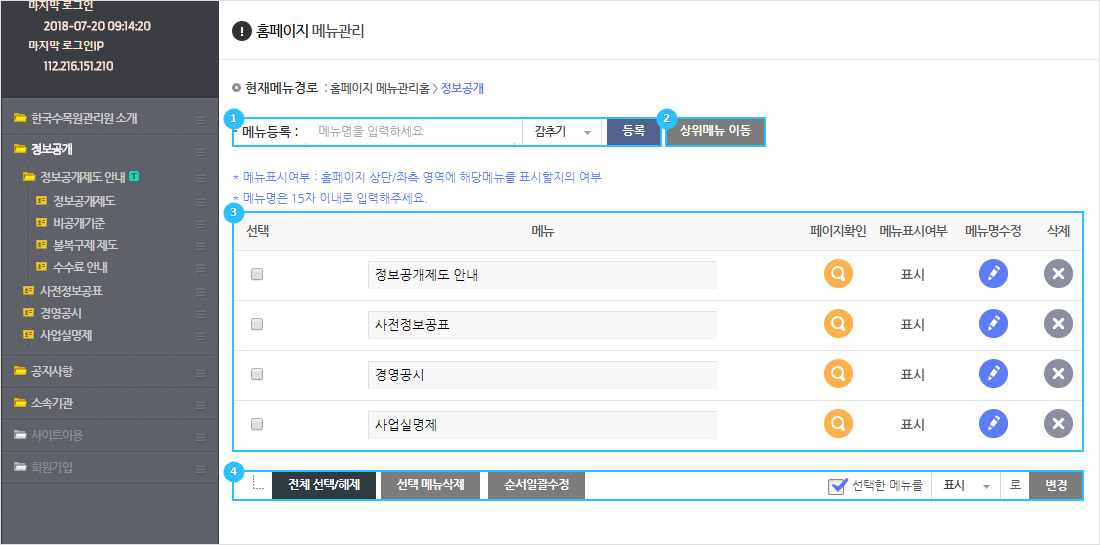 마지막 로그인
2018-07-20 09:14:20
마지막 로그인IP
112.216.151.210
한국수목원관리원 소개
정보공개
정보공개제도 안내 T
정보공개제도
비공개기준
불복구제 제도
수수료 안내
사전정보공표
경영공시
사업실명제
공지사항
소속기관
사이트이용
회원가입
! 홈페이지 메뉴관리
현재메뉴경로 : 홈페이지 메뉴관리홈 > 정보공개
1 메뉴등록 : 메뉴명을 입력하세요 감추기 등록 2 상위메뉴 이동
* 메뉴표시여부 : 홈페이지 상단/좌측 영역에 해당메뉴를 표시할지의 여부
* 메뉴명은 15자 이내로 입력해주세요.
3
선택 메뉴 페이지확인 메뉴표시여부 메뉴명수정 삭제
정보공개제도 안내 표시
사전정보공표 표시
경영공시 표시
사업실명제 표시
4 전체 선택/해제 선택 메뉴삭제 순서일괄수정 선택한 메뉴를 표시 로 변경